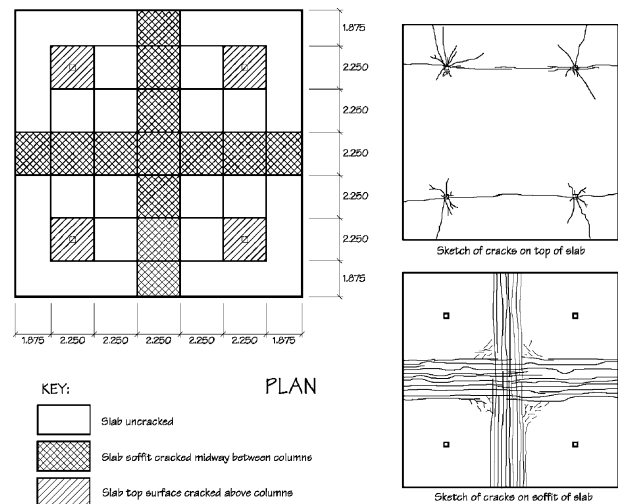 1.875
2.250
2.250
2.250
2.250
2.250
1.875
1.875 2.250 2.250 2.250 2.250 2.250 1.875
KEY:
PLAN
Slab uncracked
Slab soffit cracked midway between columns
Slab top surface cracked above columns
Sketch of cracks on top of slab
Sketch of cracks on soffit of slab